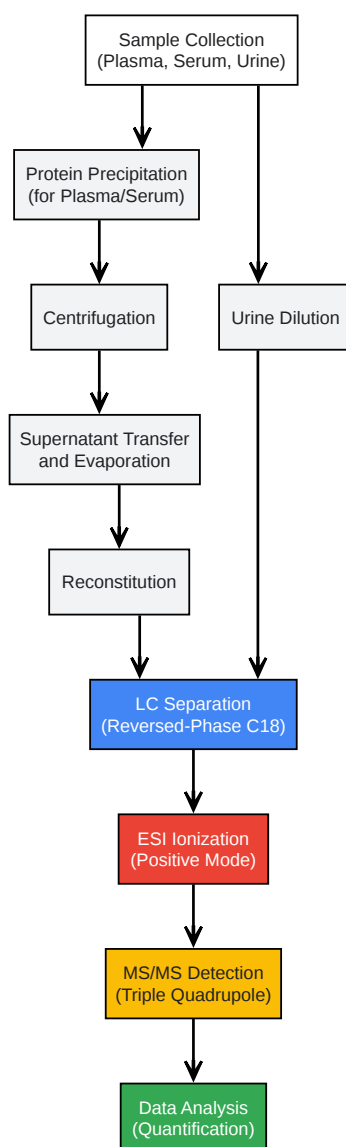 Sample Collection
(Plasma, Serum, Urine)
Protein Precipitation
(for Plasma/Serum)
Centrifugation
Urine Dilution
Supernatant Transfer
and Evaporation
Reconstitution
LC Separation
(Reversed-Phase C18)
ESI Ionization
(Positive Mode)
MS/MS Detection
(Triple Quadrupole)
Data Analysis
(Quantification)